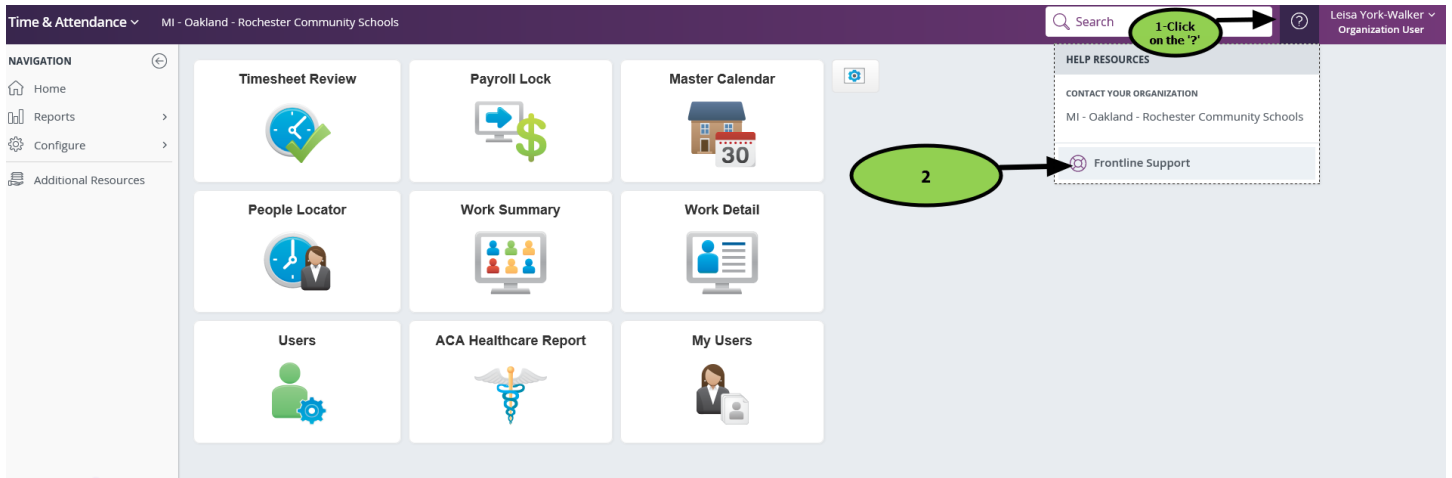 Time & Attendance
MI - Oakland - Rochester Community Schools
Search
1-Click
on the '?'
?
Leisa York-Walker
Organization User
NAVIGATION
Home
Reports
Configure
Additional Resources
Timesheet Review
Payroll Lock
Master Calendar
30
People Locator
Work Summary
Work Detail
Users
ACA Healthcare Report
My Users
HELP RESOURCES
CONTACT YOUR ORGANIZATION
MI - Oakland - Rochester Community Schools
2
Frontline Support